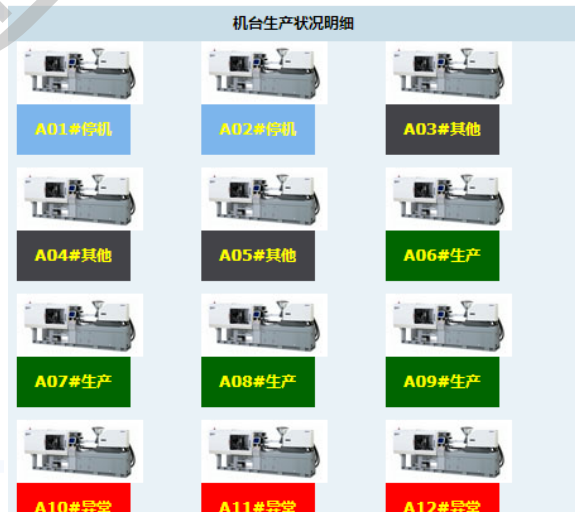 机台生产状况明细
A01#停机
A02#停机
A03#其他
A04#其他
A05#其他
A06#生产
A07#生产
A08#生产
A09#生产
A10#异常
A11#异常
A12#异常